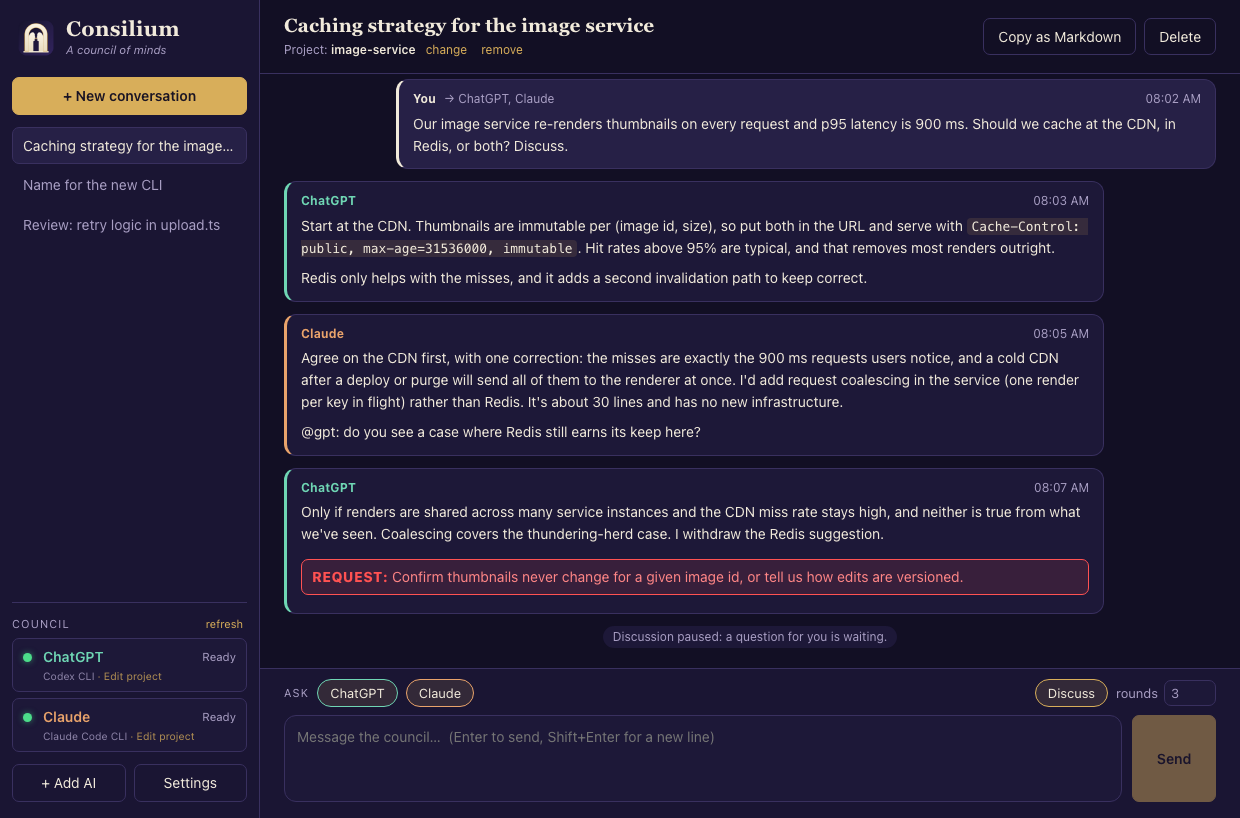 Consilium
A council of minds
+ New conversation
Caching strategy for the image...
Name for the new CLI
Review: retry logic in upload.ts
COUNCIL refresh
ChatGPT Ready
Codex CLI · Edit project
Claude Ready
Claude Code CLI · Edit project
+ Add AI Settings
Caching strategy for the image service
Project: image-service change remove
Copy as Markdown Delete
You → ChatGPT, Claude 08:02 AM
Our image service re-renders thumbnails on every request and p95 latency is 900 ms. Should we cache at the CDN, in
Redis, or both? Discuss.
ChatGPT 08:03 AM
Start at the CDN. Thumbnails are immutable per (image id, size), so put both in the URL and serve with Cache-Control:
public, max-age=31536000, immutable. Hit rates above 95% are typical, and that removes most renders outright.
Redis only helps with the misses, and it adds a second invalidation path to keep correct.
Claude 08:05 AM
Agree on the CDN first, with one correction: the misses are exactly the 900 ms requests users notice, and a cold CDN
after a deploy or purge will send all of them to the renderer at once. I'd add request coalescing in the service (one render
per key in flight) rather than Redis. It's about 30 lines and has no new infrastructure.
@gpt: do you see a case where Redis still earns its keep here?
ChatGPT 08:07 AM
Only if renders are shared across many service instances and the CDN miss rate stays high, and neither is true from what
we've seen. Coalescing covers the thundering-herd case. I withdraw the Redis suggestion.
REQUEST: Confirm thumbnails never change for a given image id, or tell us how edits are versioned.
Discussion paused: a question for you is waiting.
ASK ChatGPT Claude Discuss rounds 3
Message the council... (Enter to send, Shift+Enter for a new line)
Send